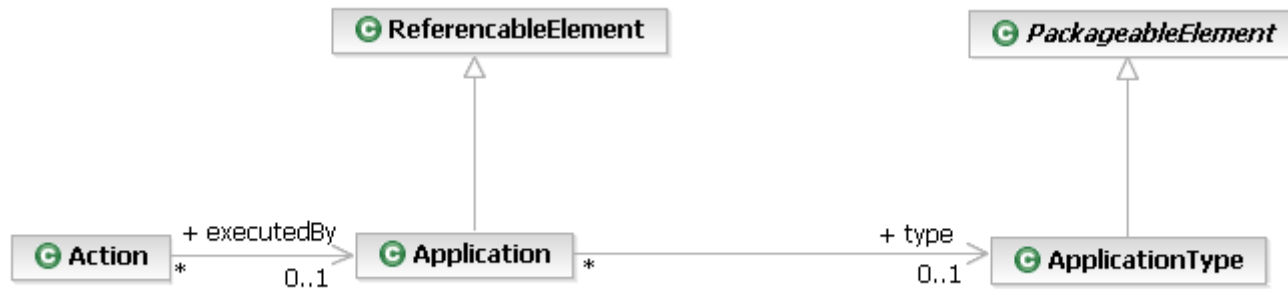 ReferencableElement
PackageableElement
+ executedBy
+ type
Action
*
0..1
Application
*
0..1
ApplicationType